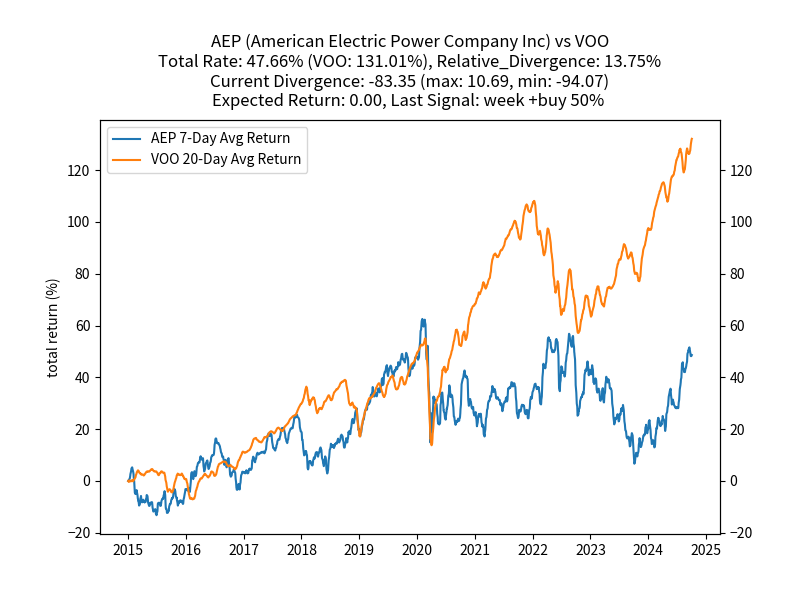 AEP (American Electric Power Company Inc) vs VOO
Total Rate: 47.66% (VOO: 131.01%), Relative_Divergence: 13.75%
Current Divergence: -83.35 (max: 10.69, min: -94.07)
Expected Return: 0.00, Last Signal: week +buy 50%
AEP 7-Day Avg Return
VOO 20-Day Avg Return
total return (%)
120 120
100 100
80 80
60 60
40 40
20 20
0 0
−20 −20
2015 2016 2017 2018 2019 2020 2021 2022 2023 2024 2025